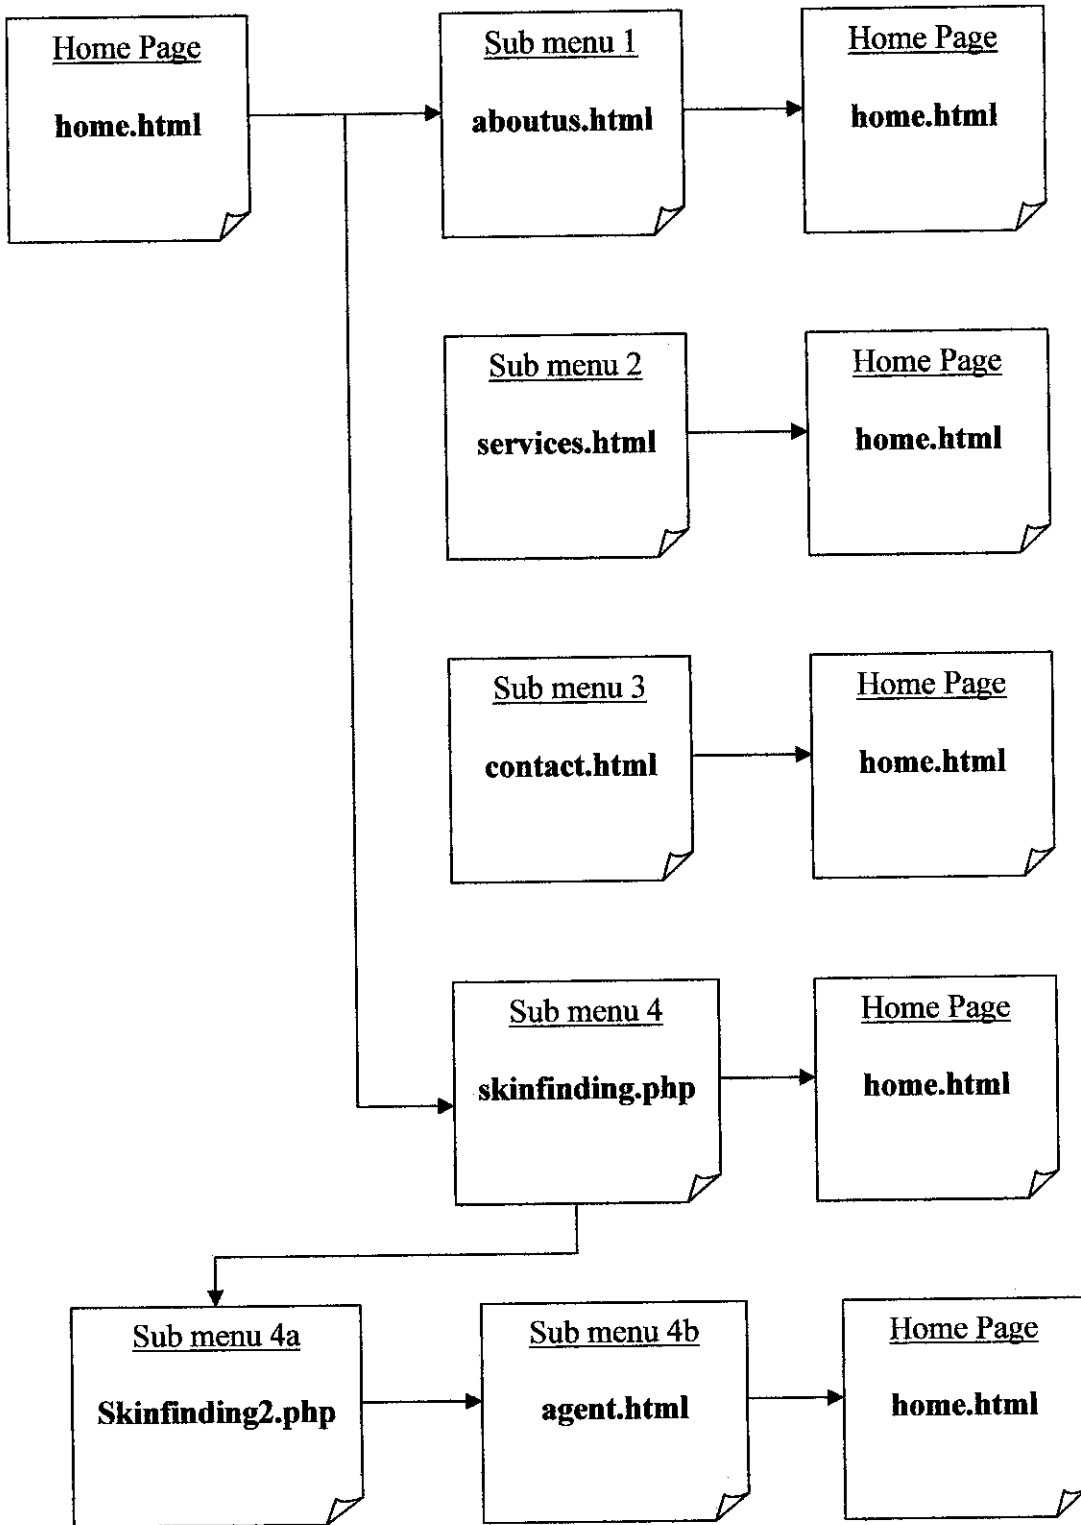 Home Page
home.html
Sub menu 1
aboutus.html
Home Page
home.html
Sub menu 2
services.html
Home Page
home.html
Sub menu 3
contact.html
Home Page
home.html
Sub menu 4
skinfinding.php
Home Page
home.html
Sub menu 4a
Skinfinding2.php
Sub menu 4b
agent.html
Home Page
home.html